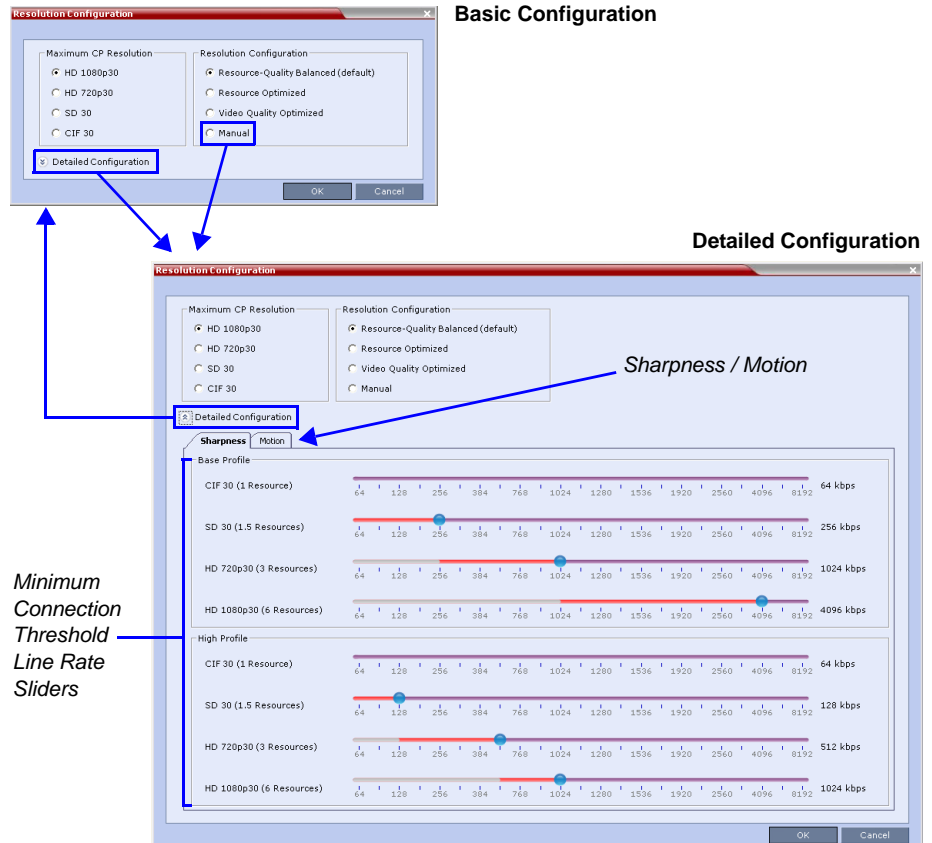 Basic Configuration
Resolution Configuration
Maximum CP Resolution
HD 1080p30
HD 720p30
SD 30
CIF 30
Resolution Configuration
Resource-Quality Balanced (default)
Resource Optimized
Video Quality Optimized
Manual
Detailed Configuration
OK Cancel
Detailed Configuration
Resolution Configuration
Maximum CP Resolution
HD 1080p30
HD 720p30
SD 30
CIF 30
Resolution Configuration
Resource-Quality Balanced (default)
Resource Optimized
Video Quality Optimized
Manual
Sharpness / Motion
Detailed Configuration
Sharpness Motion
Base Profile
CIF 30 (1 Resource) 64 kbps
64 128 256 384 768 1024 1280 1536 1920 2560 4096 8192
SD 30 (1.5 Resources) 256 kbps
64 128 256 384 768 1024 1280 1536 1920 2560 4096 8192
HD 720p30 (3 Resources) 1024 kbps
64 128 256 384 768 1024 1280 1536 1920 2560 4096 8192
HD 1080p30 (6 Resources) 4096 kbps
64 128 256 384 768 1024 1280 1536 1920 2560 4096 8192
Minimum
Connection
Threshold
Line Rate
Sliders
High Profile
CIF 30 (1 Resource) 64 kbps
64 128 256 384 768 1024 1280 1536 1920 2560 4096 8192
SD 30 (1.5 Resources) 128 kbps
64 128 256 384 768 1024 1280 1536 1920 2560 4096 8192
HD 720p30 (3 Resources) 512 kbps
64 128 256 384 768 1024 1280 1536 1920 2560 4096 8192
HD 1080p30 (6 Resources) 1024 kbps
64 128 256 384 768 1024 1280 1536 1920 2560 4096 8192
OK Cancel